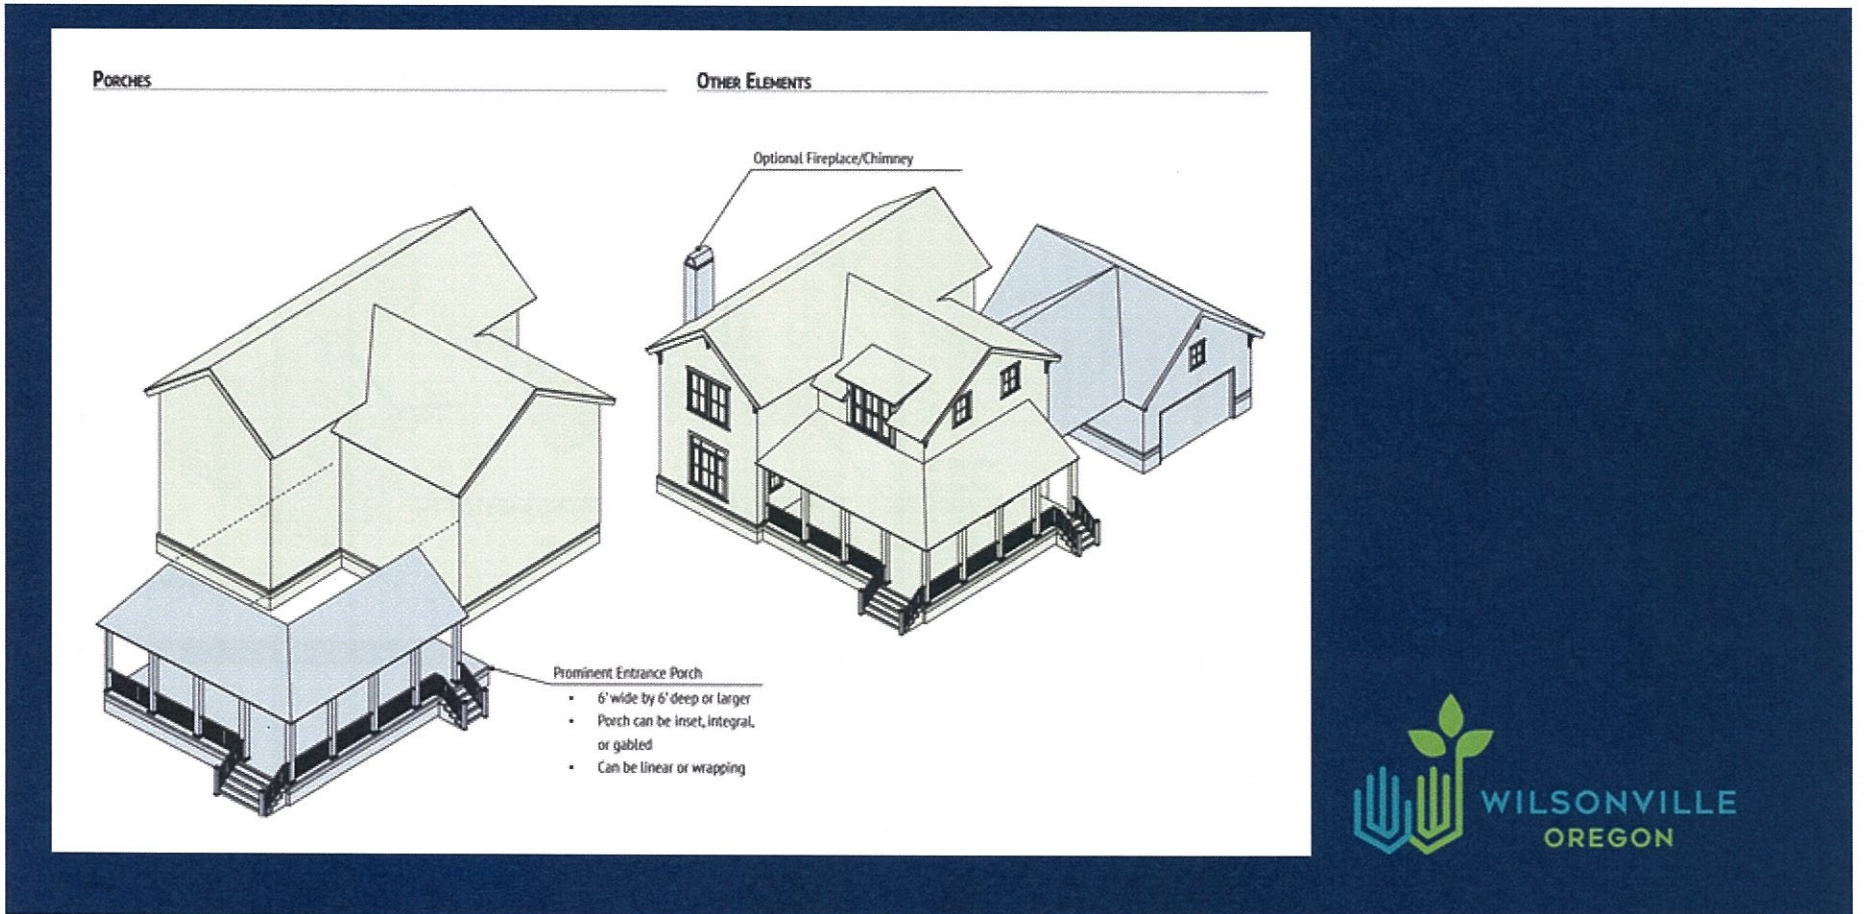 PORCHES
OTHER ELEMENTS
Optional Fireplace/Chimney
Prominent Entrance Porch
▪ 6' wide by 6' deep or larger
▪ Porch can be inset, integral,
or gabled
▪ Can be linear or wrapping
WILSONVILLE
OREGON